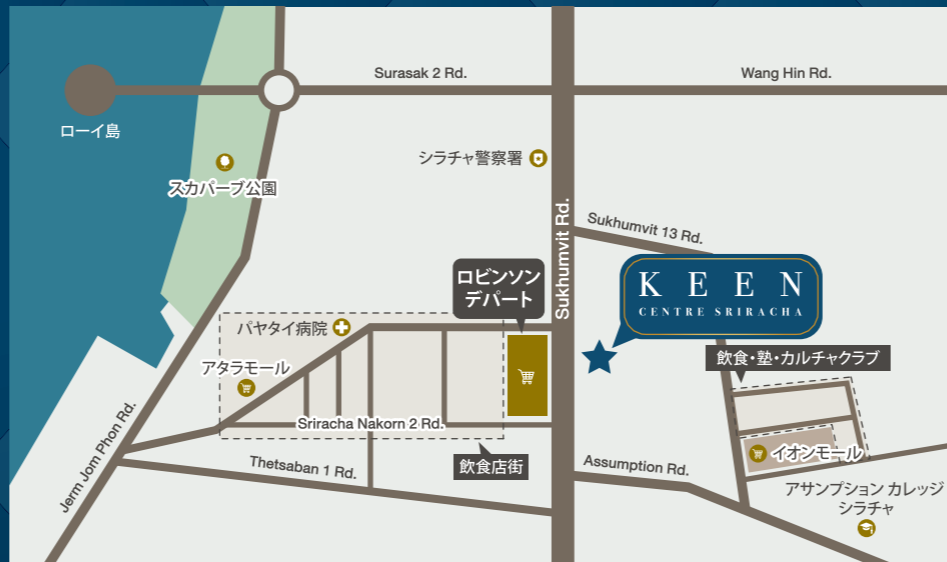 Surasak 2 Rd.
Wang Hin Rd.
ローイ島
シラチャ警察署
スカパーブ公園
Sukhumvit Rd.
Sukhumvit 13 Rd.
KEEN
CENTRE SRIRACHA
ロビンソン
デパート
パヤタイ病院
アタラモール
飲食・塾・カルチャクラブ
Sriracha Nakorn 2 Rd.
Jerm Jom Phon Rd.
Thetsaban 1 Rd.
飲食店街
Assumption Rd.
イオンモール
アサンプション カレッジ
シラチャ